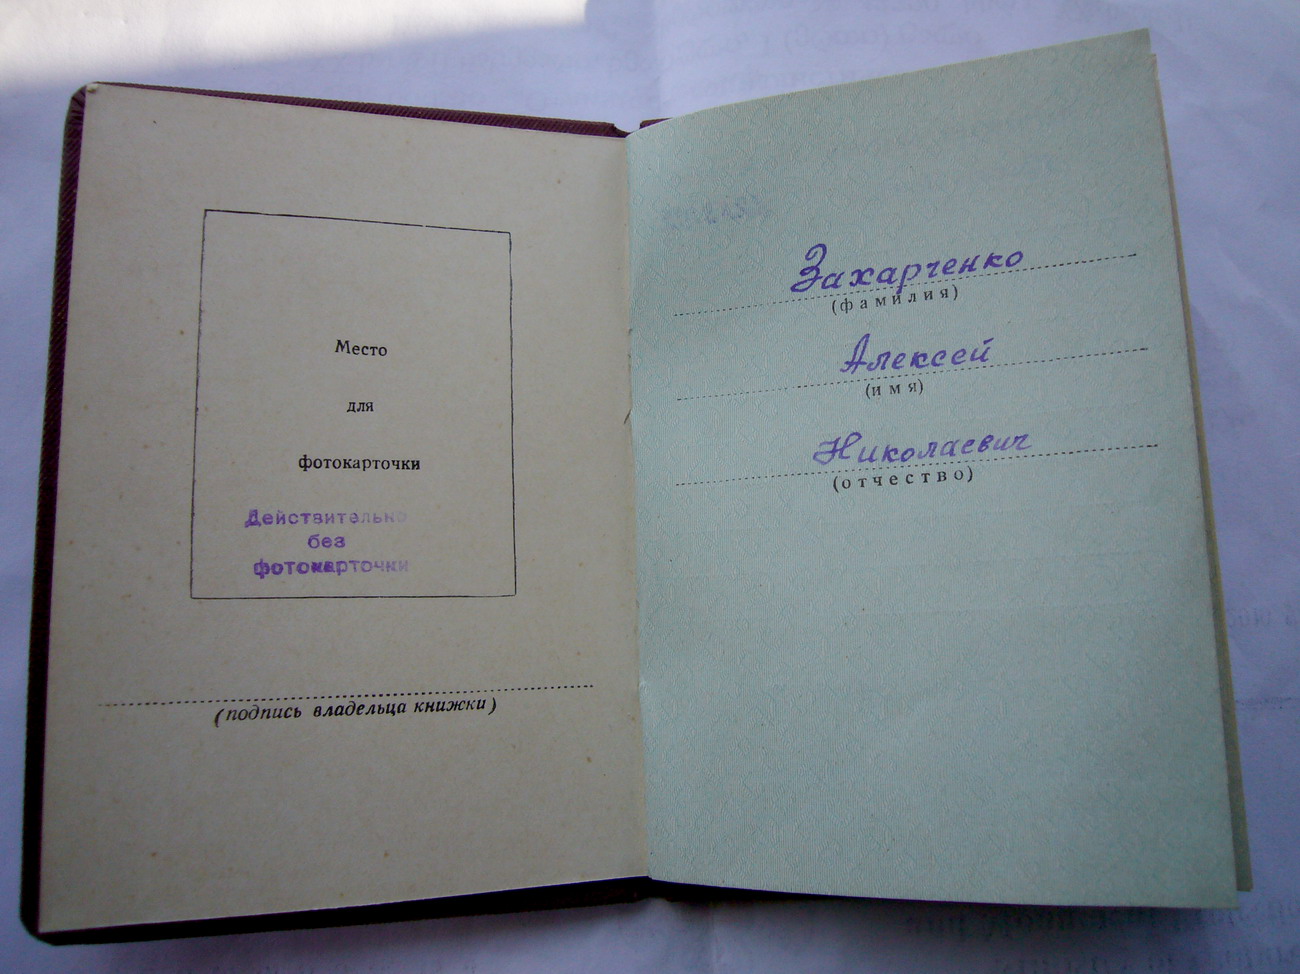 Место
для
фотокарточки
Действительно
без
фотокарточки
(подпись владельца книжки)
Захарченко
(фамилия)
Алексей
(имя)
Николаевич
(отчество)